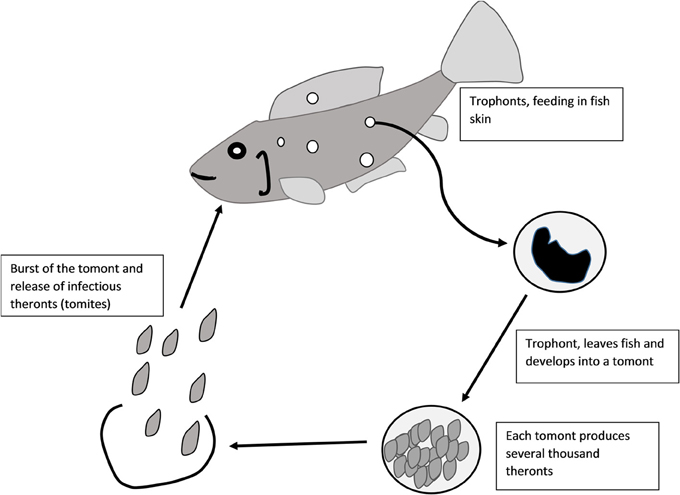 Trophonts, feeding in fish
skin
Burst of the tomont and
release of infectious
theronts (tomites)
Trophont, leaves fish and
develops into a tomont
Each tomont produces
several thousand
theronts